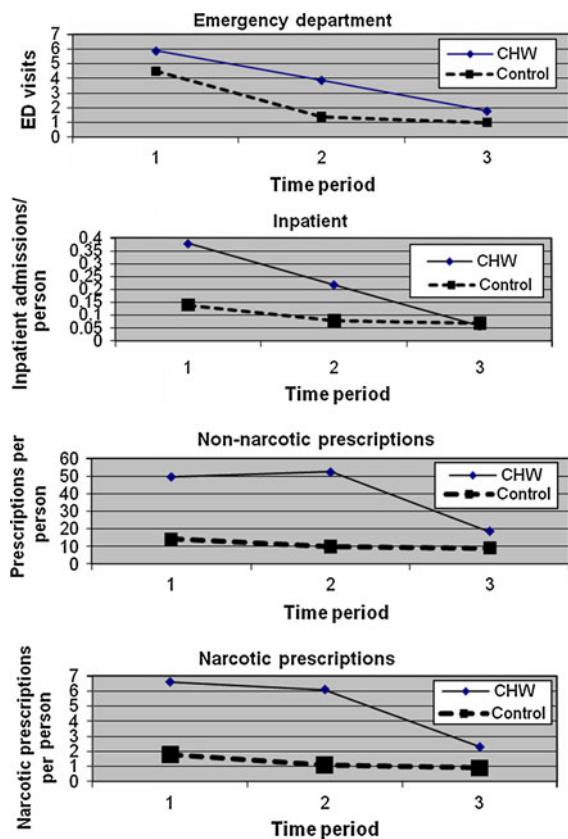 Emergency department
ED visits
7
6
5
4
3
2
1
0
CHW
Control
1 2 3
Time period
Inpatient
Inpatient admissions/
person
0.4
0.35
0.3
0.25
0.2
0.15
0.1
0.05
0
CHW
Control
1 2 3
Time period
Non-narcotic prescriptions
Prescriptions per
person
60
50
40
30
20
10
0
CHW
Control
1 2 3
Time period
Narcotic prescriptions
Narcotic prescriptions
per person
7
6
5
4
3
2
1
0
CHW
Control
1 2 3
Time period